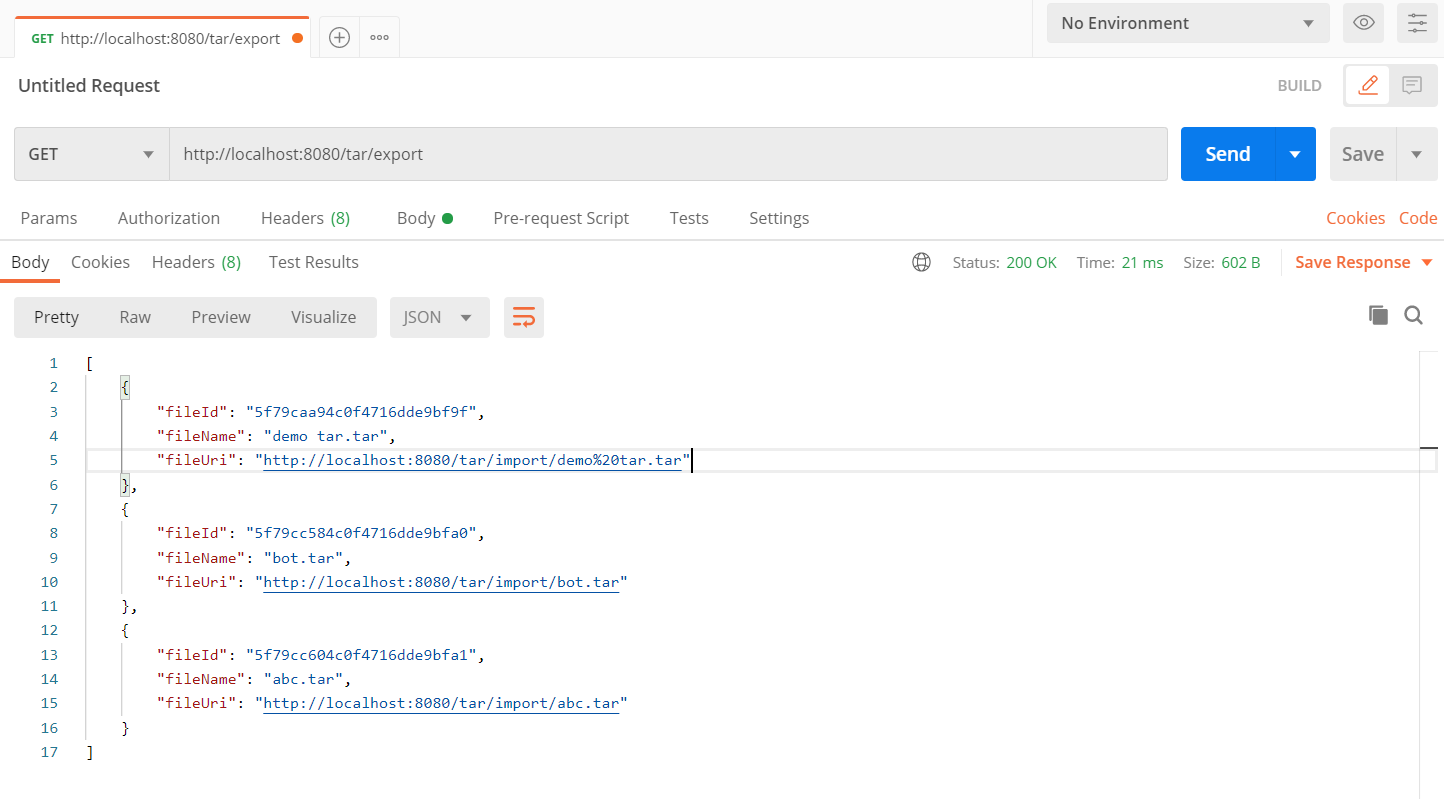 GET http://localhost:8080/tar/export
No Environment
Untitled Request
BUILD
GET http://localhost:8080/tar/export Send Save
Params Authorization Headers (8) Body Pre-request Script Tests Settings Cookies Code
Body Cookies Headers (8) Test Results Status: 200 OK Time: 21 ms Size: 602 B Save Response
Pretty Raw Preview Visualize JSON
1 [
2 {
3 "fileId": "5f79caa94c0f4716dde9bf9f",
4 "fileName": "demo tar.tar",
5 "fileUri": "http://localhost:8080/tar/import/demo%20tar.tar"
6 },
7 {
8 "fileId": "5f79cc584c0f4716dde9bfa0",
9 "fileName": "bot.tar",
10 "fileUri": "http://localhost:8080/tar/import/bot.tar"
11 },
12 {
13 "fileId": "5f79cc604c0f4716dde9bfa1",
14 "fileName": "abc.tar",
15 "fileUri": "http://localhost:8080/tar/import/abc.tar"
16 }
17 ]